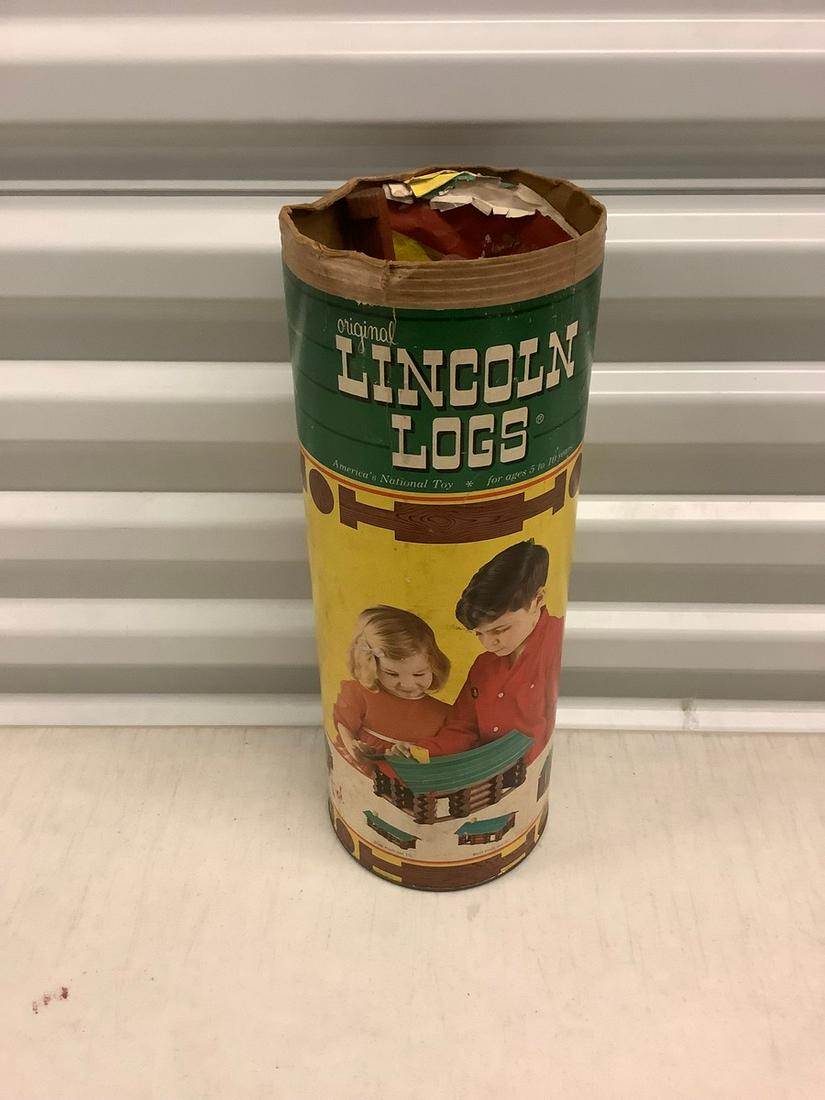 original
LINCOLN
LOGS®
America's National Toy * for ages 5 to 10 years